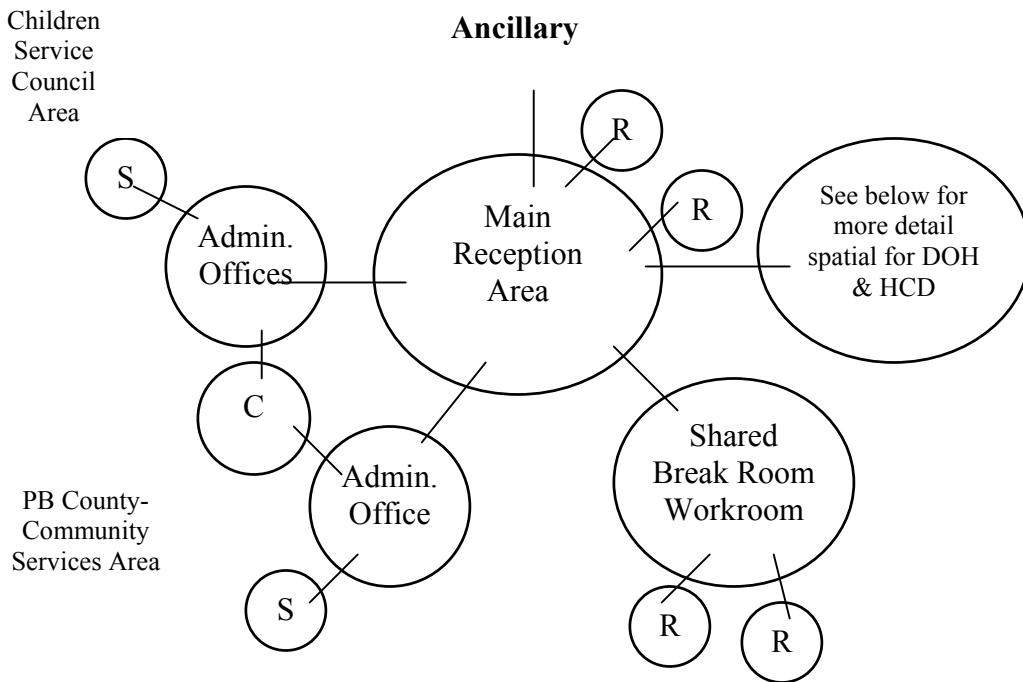 Children
Service
Council
Area
Ancillary
R
S
R
Main
Reception
Area
See below for
more detail
spatial for DOH
& HCD
Admin.
Offices
C
Shared
Break Room
Workroom
Admin.
Office
PB County-
Community
Services Area
S
R
R